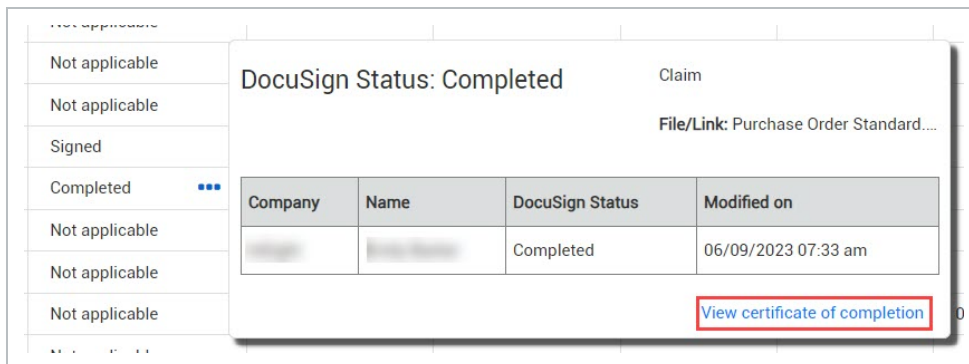 Not applicable
Not applicable
Signed
Completed
Not applicable
Not applicable
Not applicable
DocuSign Status: Completed
Claim
File/Link: Purchase Order Standard....
Company Name DocuSign Status Modified on
Completed 06/09/2023 07:33 am
View certificate of completion